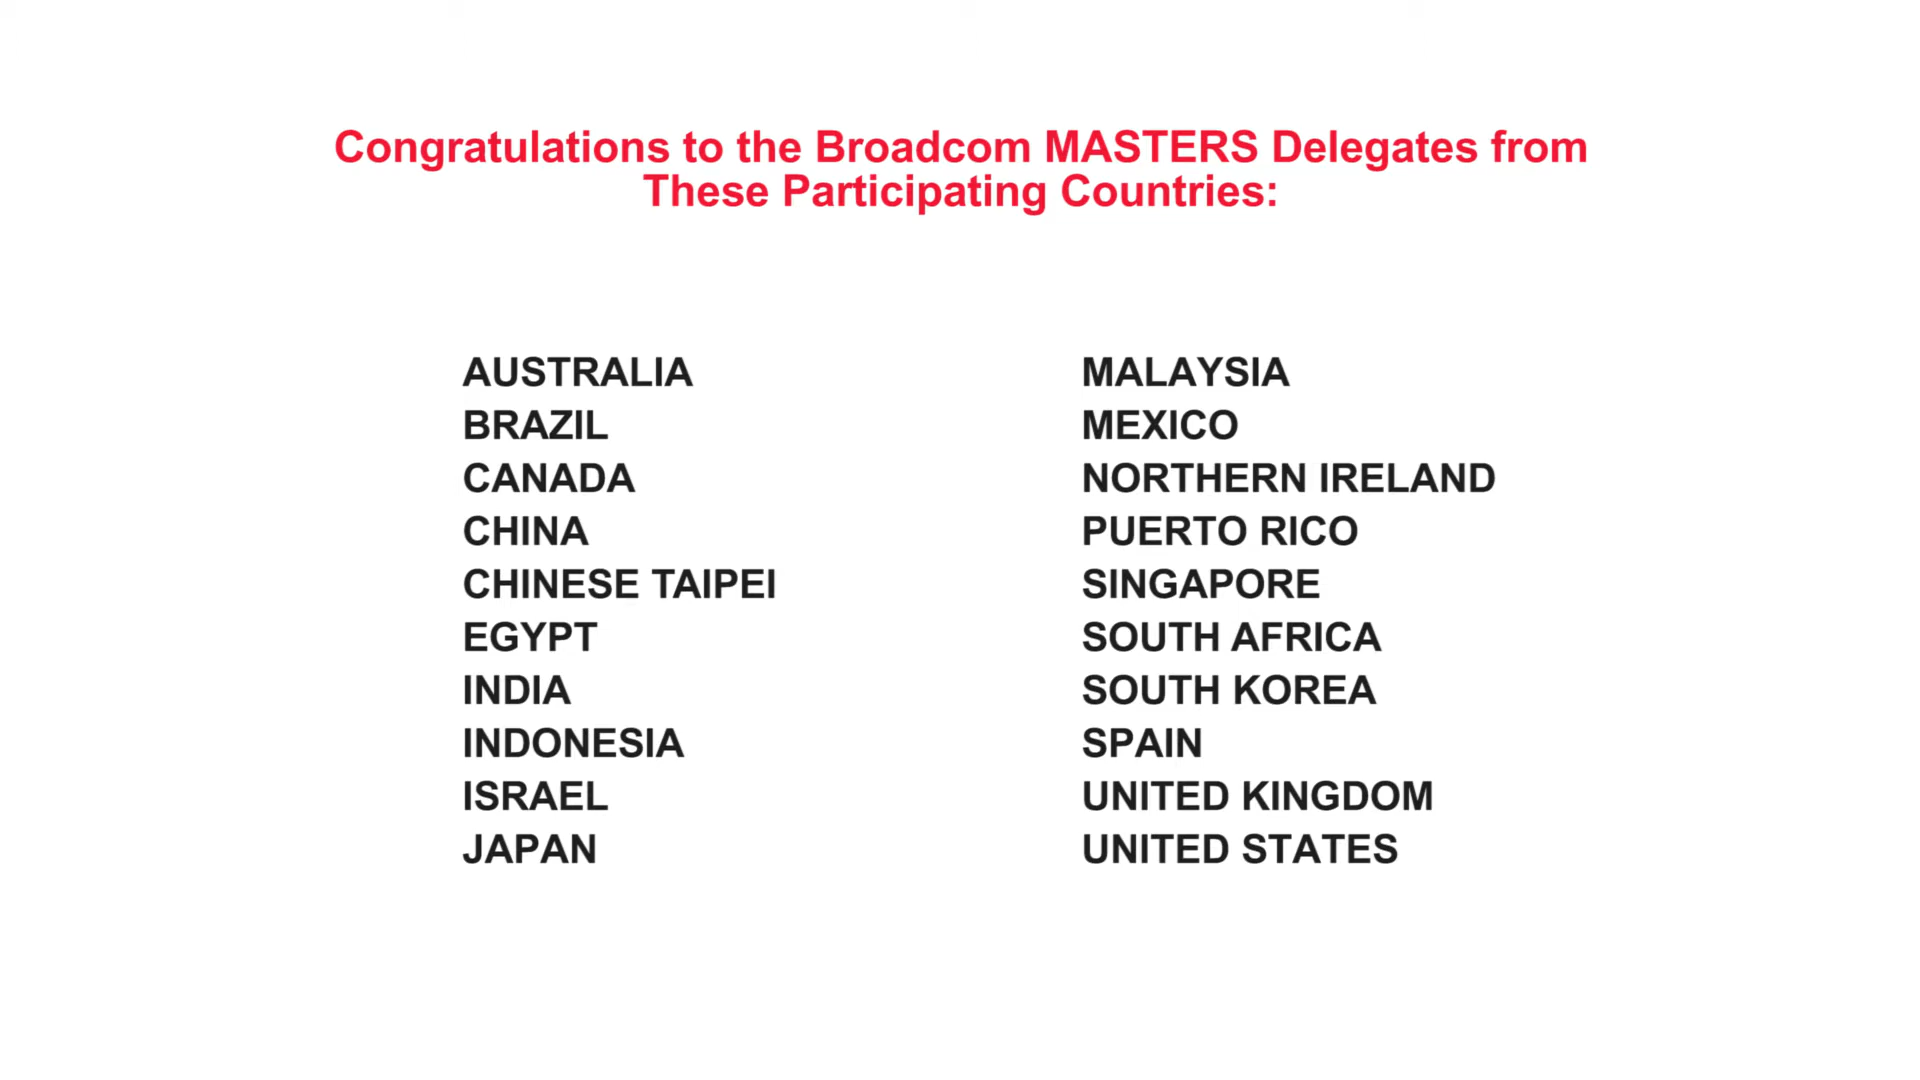 Congratulations to the Broadcom MASTERS Delegates from
These Participating Countries:
AUSTRALIA
BRAZIL
CANADA
CHINA
CHINESE TAIPEI
EGYPT
INDIA
INDONESIA
ISRAEL
JAPAN
MALAYSIA
MEXICO
NORTHERN IRELAND
PUERTO RICO
SINGAPORE
SOUTH AFRICA
SOUTH KOREA
SPAIN
UNITED KINGDOM
UNITED STATES